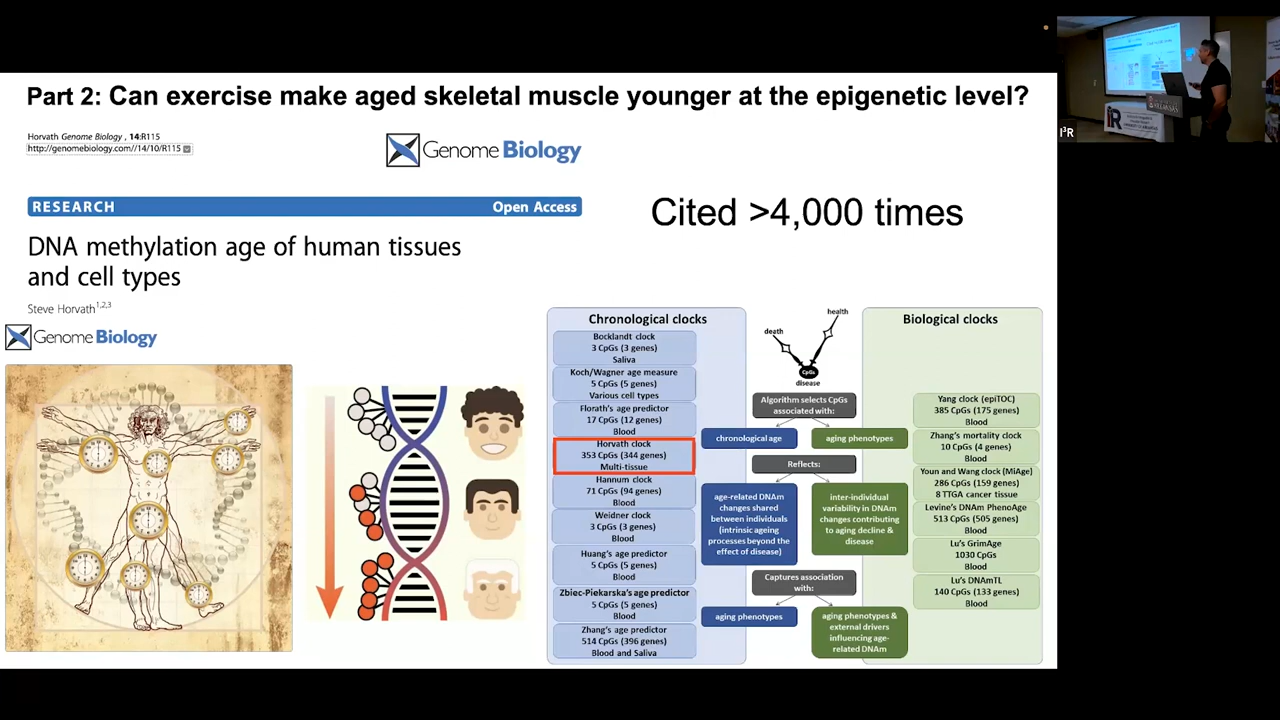 Part 2: Can exercise make aged skeletal muscle younger at the epigenetic level?
Horvath Genome Biology , 14:R115
http://genomebiology.com//14/10/R115
Genome Biology
RESEARCH
Open Access
Cited >4,000 times
DNA methylation age of human tissues
and cell types
Steve Horvath1,2,3
Genome Biology
Chronological clocks
Bocklandt clock
3 CpGs (3 genes)
Saliva
Koch/Wagner age measure
5 CpGs (5 genes)
Various cell types
Florath's age predictor
17 CpGs (12 genes)
Blood
Horvath clock
353 CpGs (344 genes)
Multi-tissue
Hannum clock
71 CpGs (94 genes)
Blood
Weidner clock
3 CpGs (3 genes)
Blood
Huang's age predictor
5 CpGs (5 genes)
Blood
Zbiec-Piekarska's age predictor
5 CpGs (5 genes)
Blood
Zhang's age predictor
514 CpGs (396 genes)
Blood and Saliva
health
death
CpGs
disease
Algorithm selects CpGs
associated with:
chronological age
aging phenotypes
Reflects:
age-related DNAm
changes shared
between individuals
(intrinsic ageing
processes beyond the
effect of disease)
inter-individual
variability in DNAm
changes contributing
to aging decline &
disease
Captures association
with:
aging phenotypes
aging phenotypes &
external drivers
influencing age-
related DNAm
Biological clocks
Yang clock (epiTOC)
385 CpGs (175 genes)
Blood
Zhang's mortality clock
10 CpGs (4 genes)
Blood
Youn and Wang clock (MiAge)
286 CpGs (159 genes)
8 TTGA cancer tissue
Levine's DNAm PhenoAge
513 CpGs (505 genes)
Blood
Lu's GrimAge
1030 CpGs
Blood
Lu's DNAmTL
140 CpGs (133 genes)
Blood
I³R